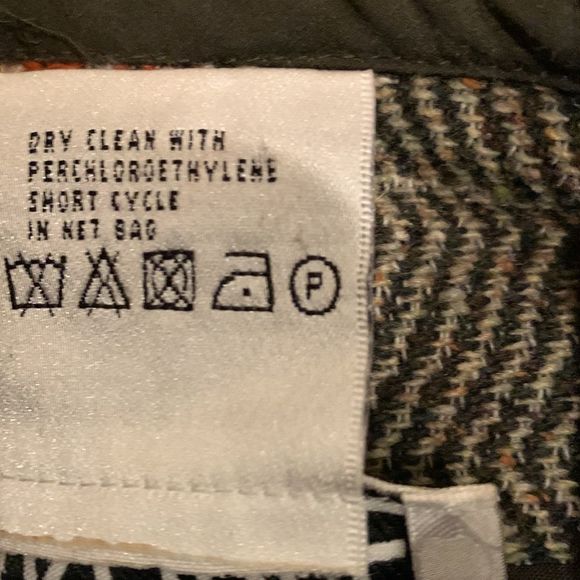 DRY CLEAN WITH
PERCHLOROETHYLENE
SHORT CYCLE
IN NET BAG
P